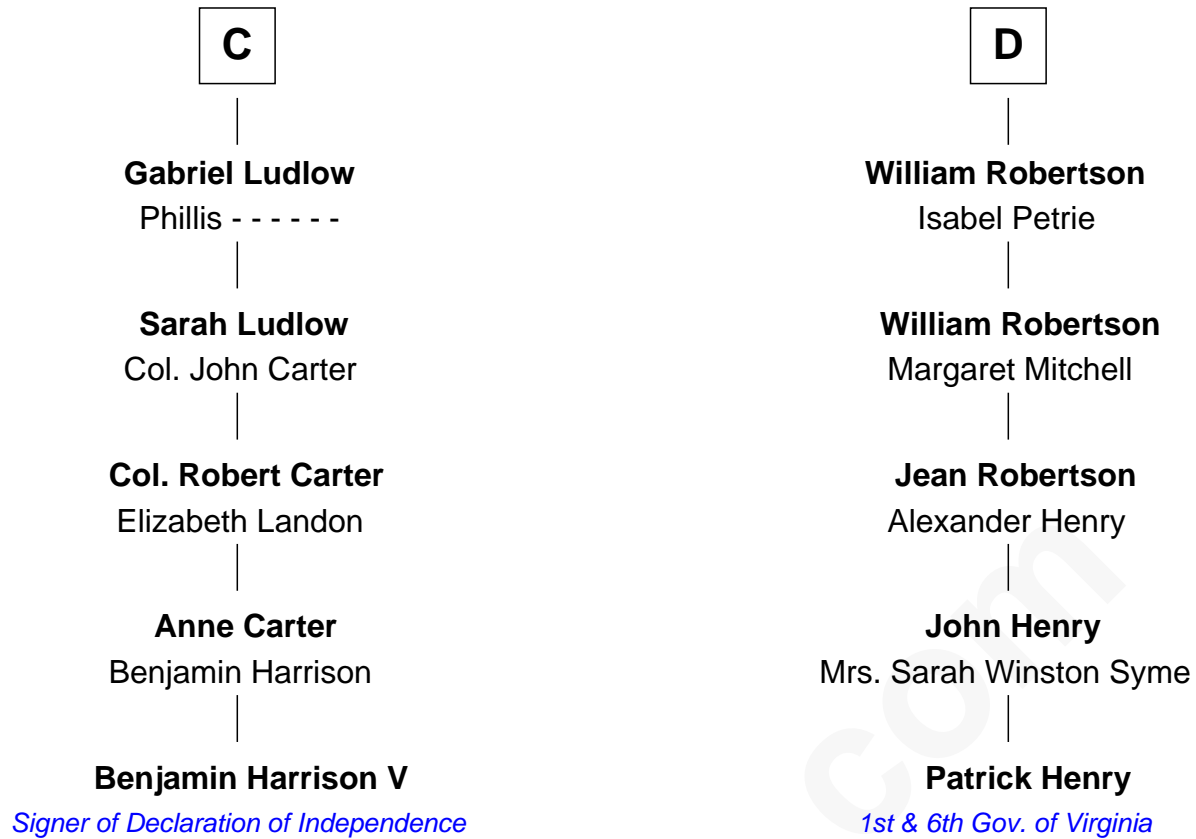 C
Gabriel Ludlow
Phillis - - - - - -
Sarah Ludlow
Col. John Carter
Col. Robert Carter
Elizabeth Landon
Anne Carter
Benjamin Harrison
Benjamin Harrison V
Signer of Declaration of Independence
D
William Robertson
Isabel Petrie
William Robertson
Margaret Mitchell
Jean Robertson
Alexander Henry
John Henry
Mrs. Sarah Winston Syme
Patrick Henry
1st & 6th Gov. of Virginia
com